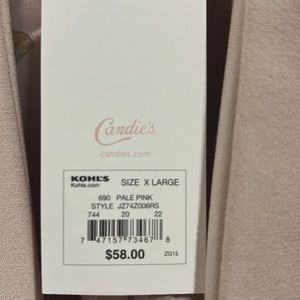 Candie's
candies.com
KOHL'S
Kohls.com
SIZE X LARGE
690 PALE PINK
STYLE JZ74Z006RS
744 20 22
7 47157 73467 8
$58.00
ZG15